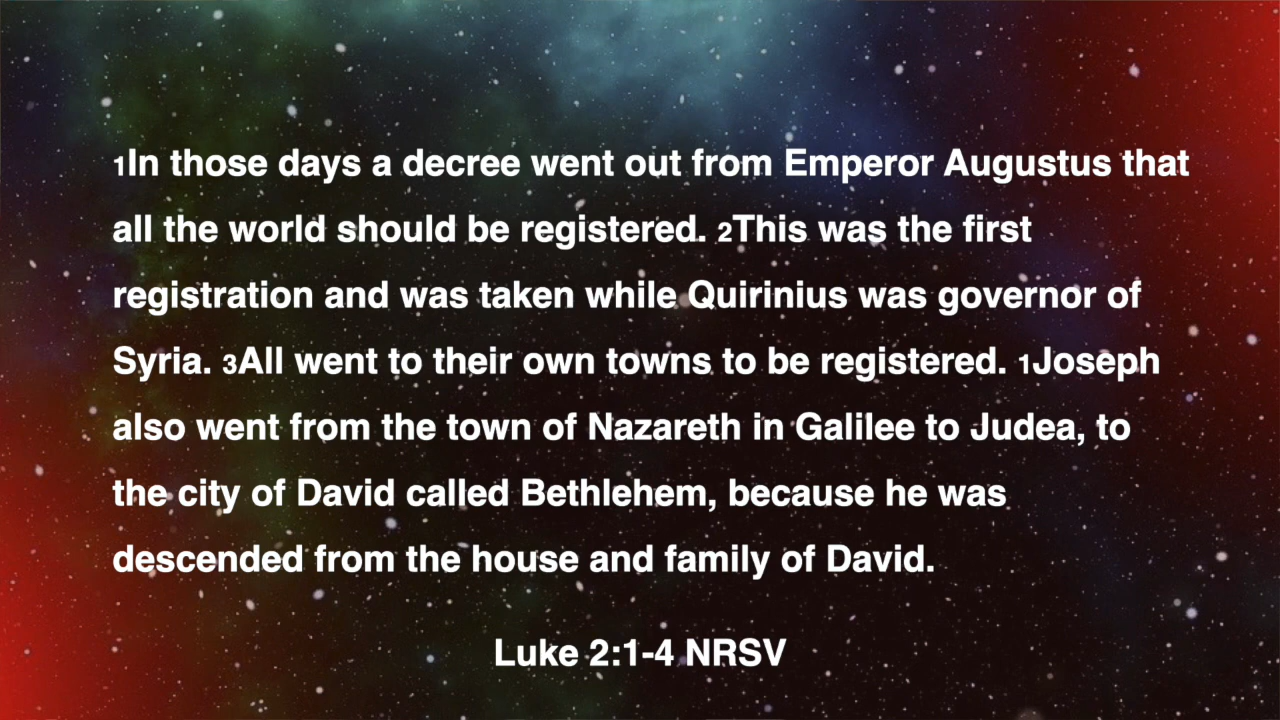 1In those days a decree went out from Emperor Augustus that
all the world should be registered. 2This was the first
registration and was taken while Quirinius was governor of
Syria. 3All went to their own towns to be registered. 1Joseph
also went from the town of Nazareth in Galilee to Judea, to
the city of David called Bethlehem, because he was
descended from the house and family of David.
Luke 2:1-4 NRSV